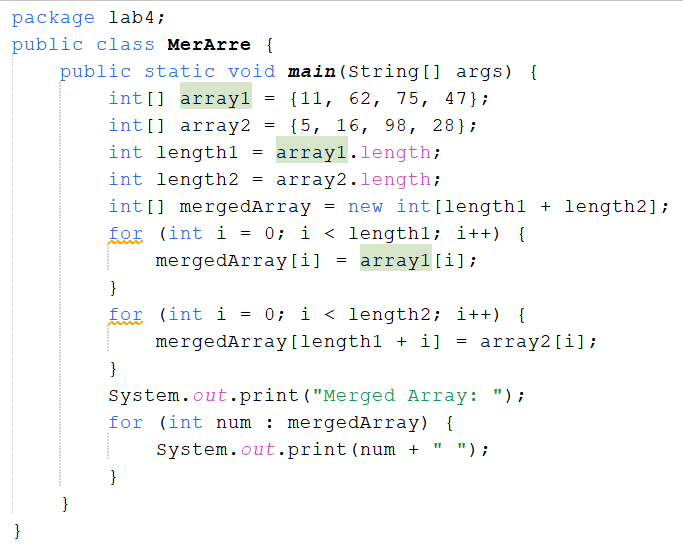 package lab4;
public class MerArre {
    public static void main(String[] args) {
        int[] array1 = {11, 62, 75, 47};
        int[] array2 = {5, 16, 98, 28};
        int length1 = array1.length;
        int length2 = array2.length;
        int[] mergedArray = new int[length1 + length2];
        for (int i = 0; i < length1; i++) {
            mergedArray[i] = array1[i];
        }
        for (int i = 0; i < length2; i++) {
            mergedArray[length1 + i] = array2[i];
        }
        System.out.print("Merged Array: ");
        for (int num : mergedArray) {
            System.out.print(num + " ");
        }
    }
}